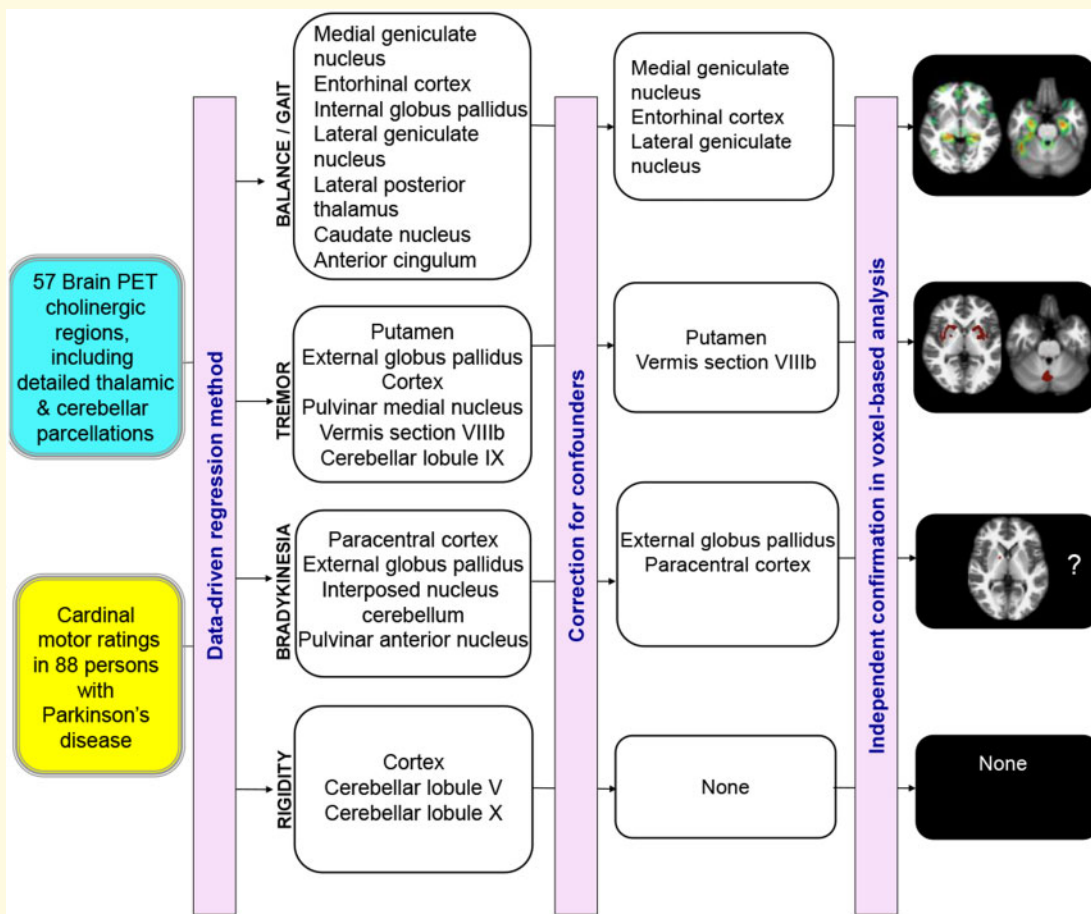 57 Brain PET
cholinergic
regions,
including
detailed thalamic
& cerebellar
parcellations
Cardinal
motor ratings
in 88 persons
with
Parkinson's
disease
Data-driven regression method
BALANCE / GAIT
Medial geniculate
nucleus
Entorhinal cortex
Internal globus pallidus
Lateral geniculate
nucleus
Lateral posterior
thalamus
Caudate nucleus
Anterior cingulum
TREMOR
Putamen
External globus pallidus
Cortex
Pulvinar medial nucleus
Vermis section VIIIb
Cerebellar lobule IX
BRADYKINESIA
Paracentral cortex
External globus pallidus
Interposed nucleus
cerebellum
Pulvinar anterior nucleus
RIGIDITY
Cortex
Cerebellar lobule V
Cerebellar lobule X
Correction for confounders
Medial geniculate
nucleus
Entorhinal cortex
Lateral geniculate
nucleus
Putamen
Vermis section VIIIb
External globus pallidus
Paracentral cortex
None
Independent confirmation in voxel-based analysis
?
None